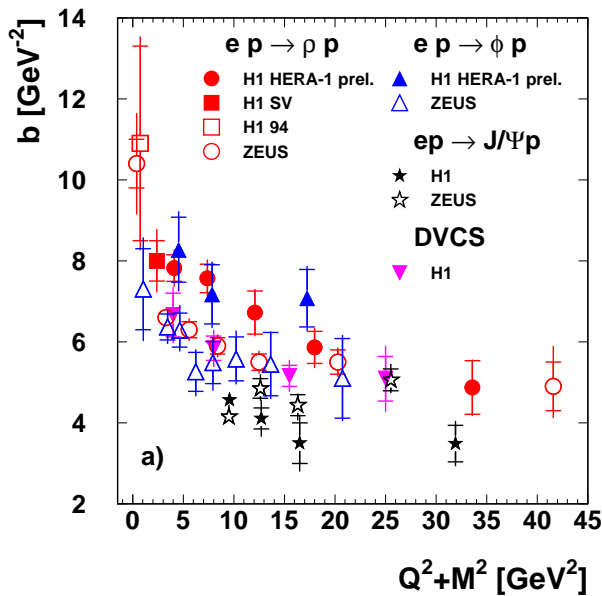 b [GeV⁻²]
14
12
10
8
6
4
2
e p → ρ p
H1 HERA-1 prel.
H1 SV
H1 94
ZEUS
e p → ϕ p
H1 HERA-1 prel.
ZEUS
ep → J/Ψp
H1
ZEUS
DVCS
H1
a)
0 5 10 15 20 25 30 35 40 45
Q²+M² [GeV²]